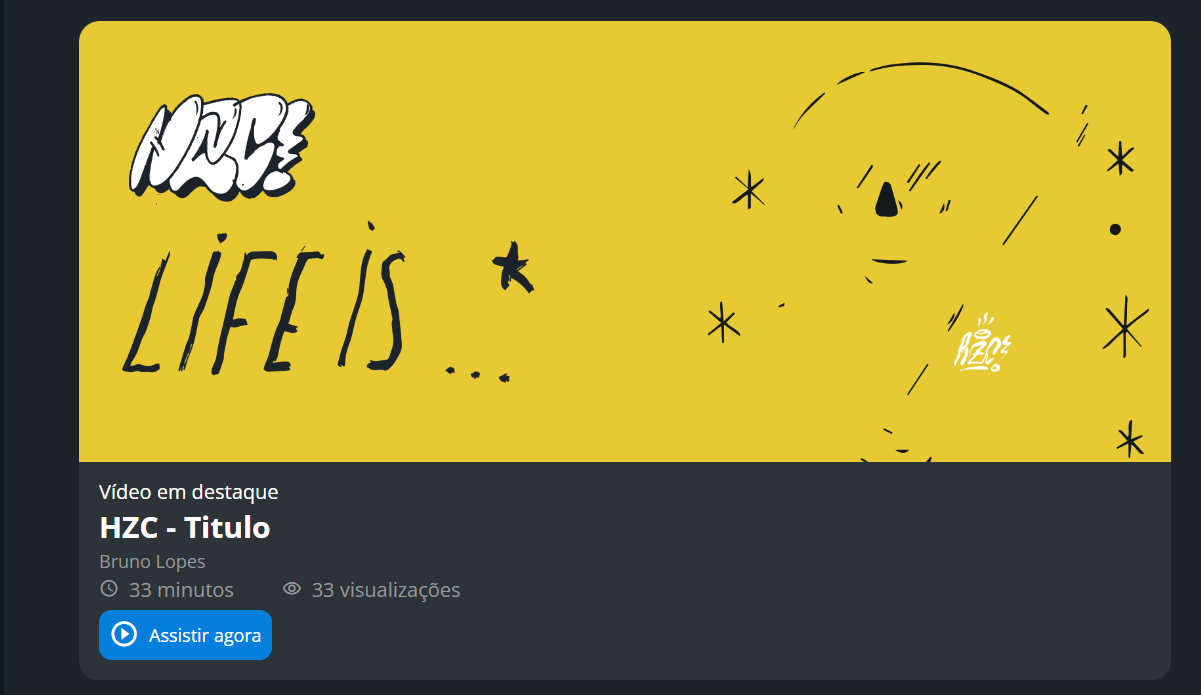 HZC!
LIFE IS *
...
HZC!
Vídeo em destaque
HZC - Titulo
Bruno Lopes
33 minutos
33 visualizações
Assistir agora